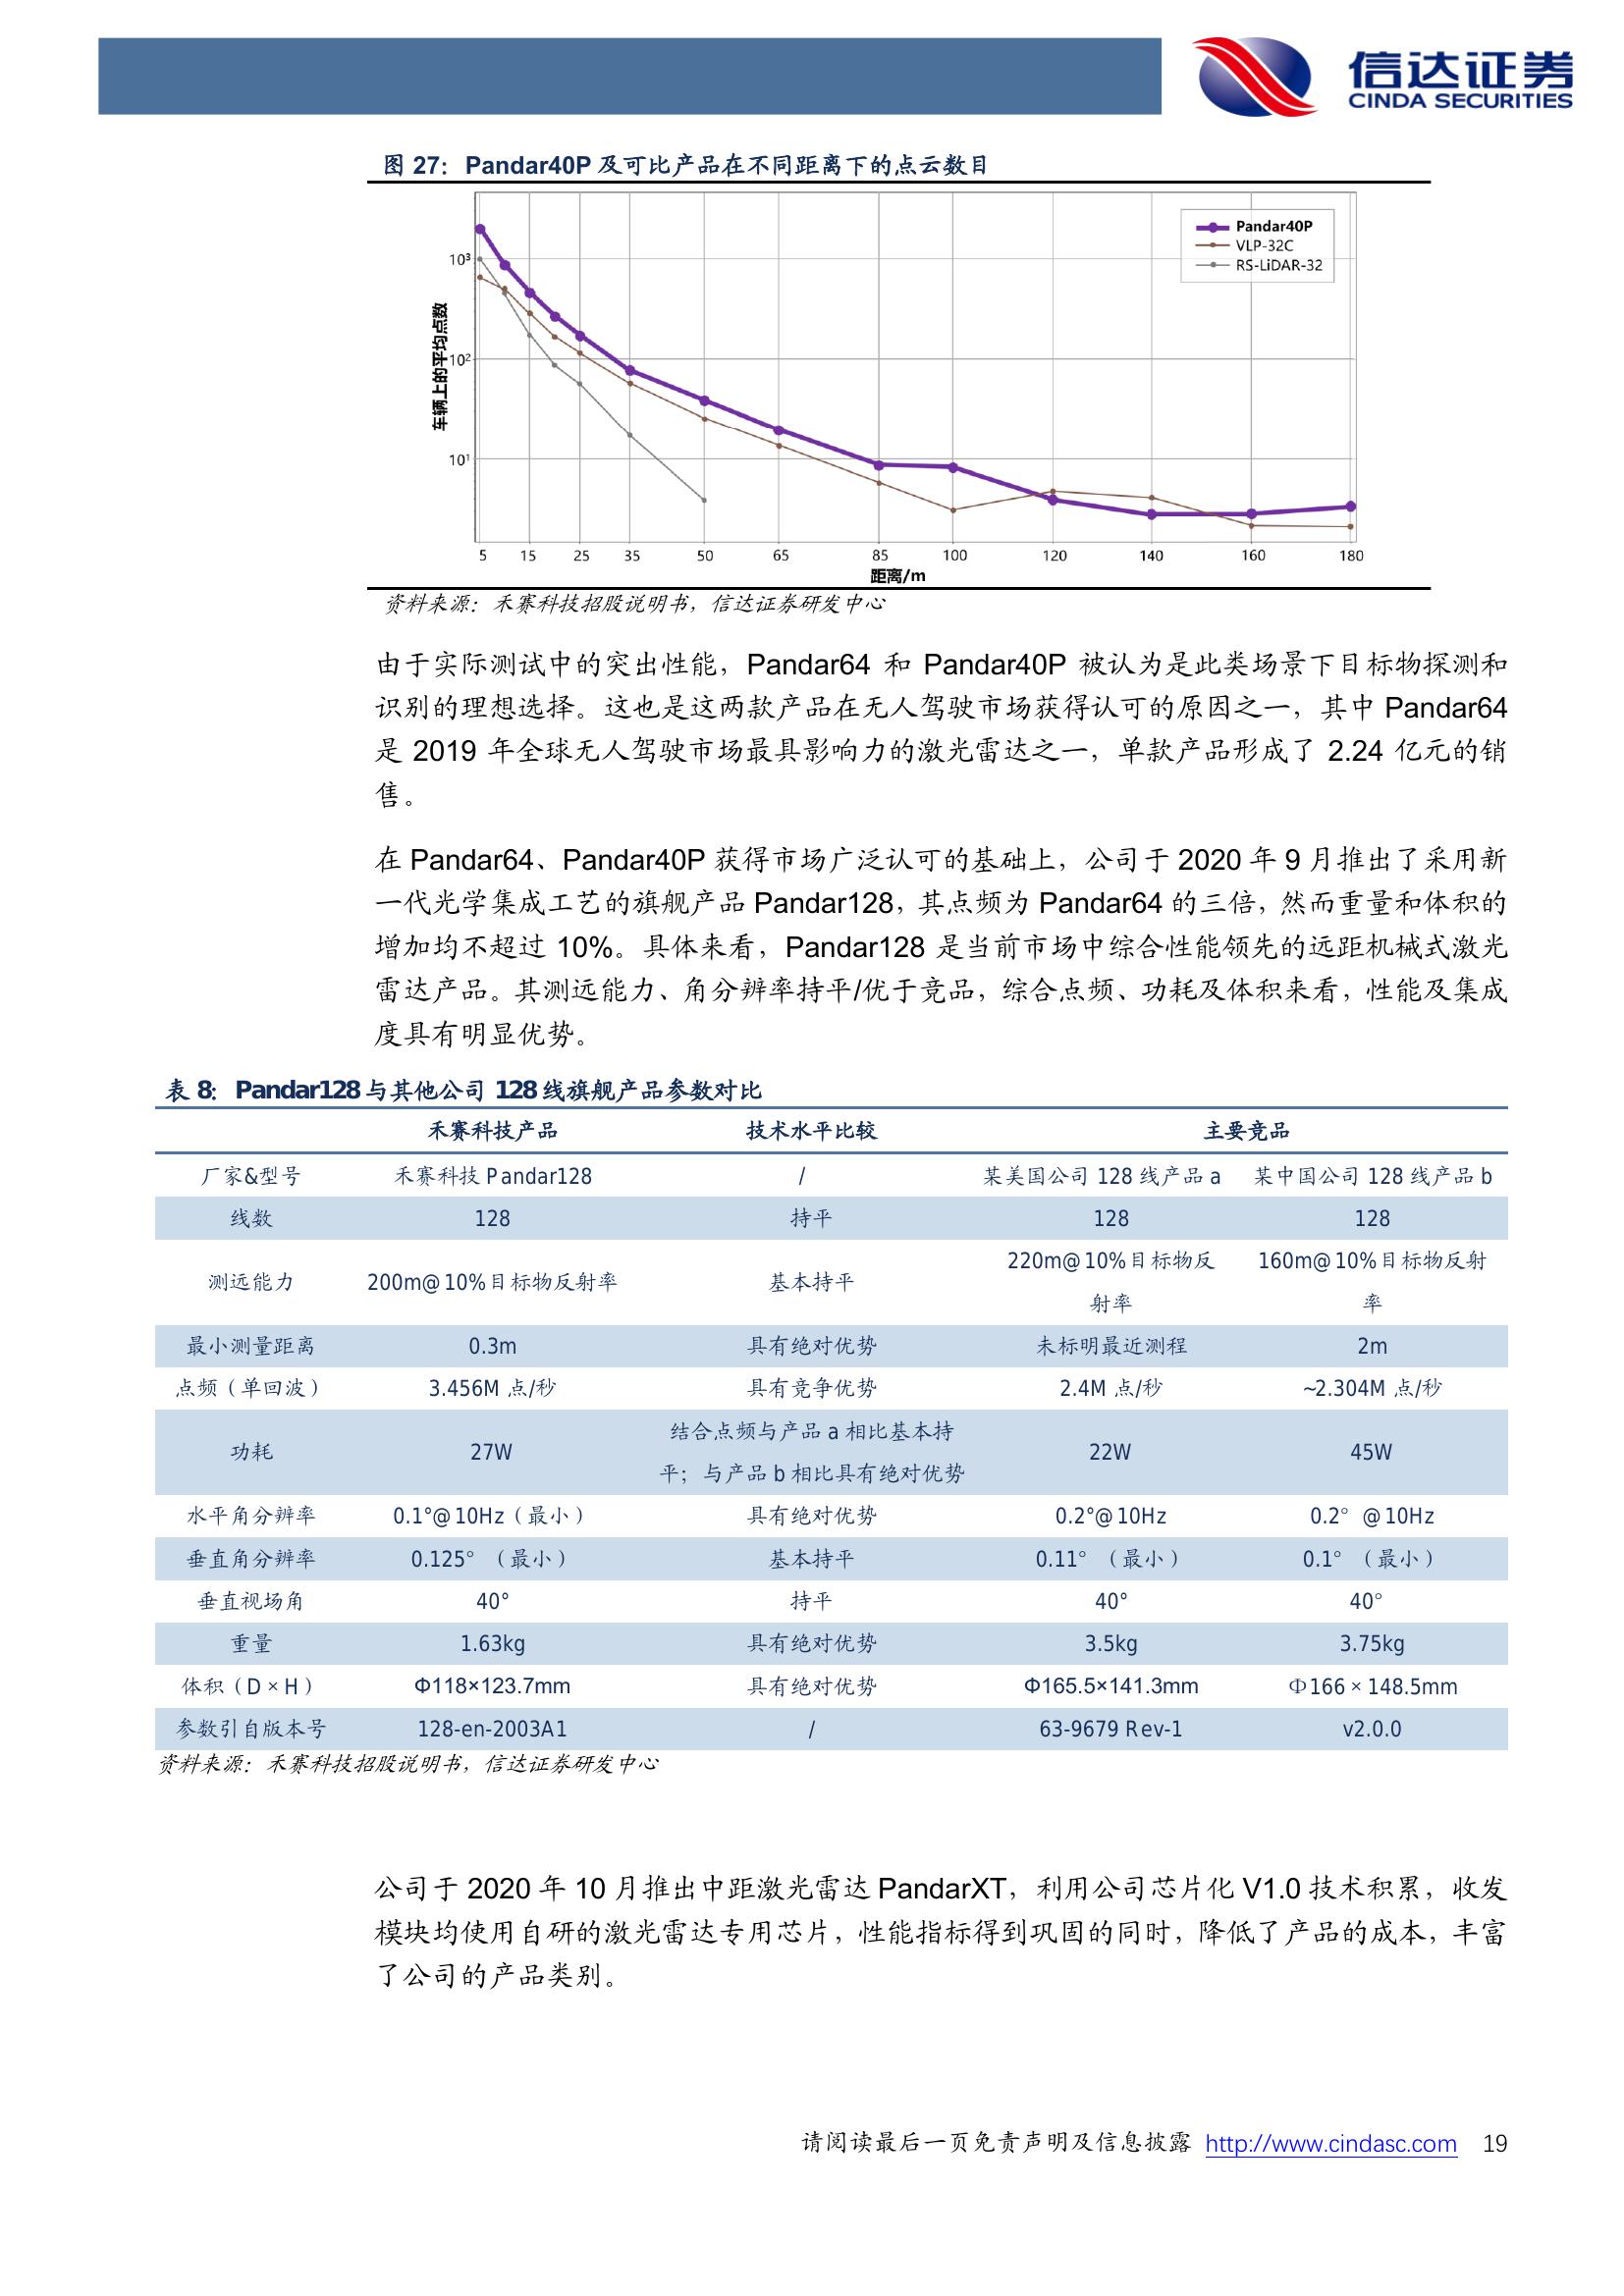 信达证券
CINDA SECURITIES
图 27：Pandar40P 及可比产品在不同距离下的点云数目
Pandar40P
VLP-32C
RS-LiDAR-32
10³
10²
10¹
车辆上的平均点数
5 15 25 35 50 65 85 100 120 140 160 180
距离/m
资料来源：禾赛科技招股说明书，信达证券研发中心
由于实际测试中的突出性能，Pandar64 和 Pandar40P 被认为是此类场景下目标物探测和
识别的理想选择。这也是这两款产品在无人驾驶市场获得认可的原因之一，其中 Pandar64
是 2019 年全球无人驾驶市场最具影响力的激光雷达之一，单款产品形成了 2.24 亿元的销
售。
在 Pandar64、Pandar40P 获得市场广泛认可的基础上，公司于 2020 年 9 月推出了采用新
一代光学集成工艺的旗舰产品 Pandar128，其点频为 Pandar64 的三倍，然而重量和体积的
增加均不超过 10%。具体来看，Pandar128 是当前市场中综合性能领先的远距机械式激光
雷达产品。其测远能力、角分辨率持平/优于竞品，综合点频、功耗及体积来看，性能及集成
度具有明显优势。
表 8：Pandar128 与其他公司 128 线旗舰产品参数对比
禾赛科技产品 技术水平比较 主要竞品
厂家&型号 禾赛科技 Pandar128 / 某美国公司 128 线产品 a 某中国公司 128 线产品 b
线数 128 持平 128 128
测远能力 200m@10%目标物反射率 基本持平 220m@10%目标物反 160m@10%目标物反射
射率 率
最小测量距离 0.3m 具有绝对优势 未标明最近测程 2m
点频（单回波） 3.456M 点/秒 具有竞争优势 2.4M 点/秒 ~2.304M 点/秒
功耗 27W 结合点频与产品 a 相比基本持 22W 45W
平；与产品 b 相比具有绝对优势
水平角分辨率 0.1°@10Hz（最小） 具有绝对优势 0.2°@10Hz 0.2° @10Hz
垂直角分辨率 0.125° （最小） 基本持平 0.11° （最小） 0.1° （最小）
垂直视场角 40° 持平 40° 40°
重量 1.63kg 具有绝对优势 3.5kg 3.75kg
体积（D × H） Φ118×123.7mm 具有绝对优势 Φ165.5×141.3mm Φ166 × 148.5mm
参数引自版本号 128-en-2003A1 / 63-9679 Rev-1 v2.0.0
资料来源：禾赛科技招股说明书，信达证券研发中心
公司于 2020 年 10 月推出中距激光雷达 PandarXT，利用公司芯片化 V1.0 技术积累，收发
模块均使用自研的激光雷达专用芯片，性能指标得到巩固的同时，降低了产品的成本，丰富
了公司的产品类别。
请阅读最后一页免责声明及信息披露 http://www.cindasc.com 19